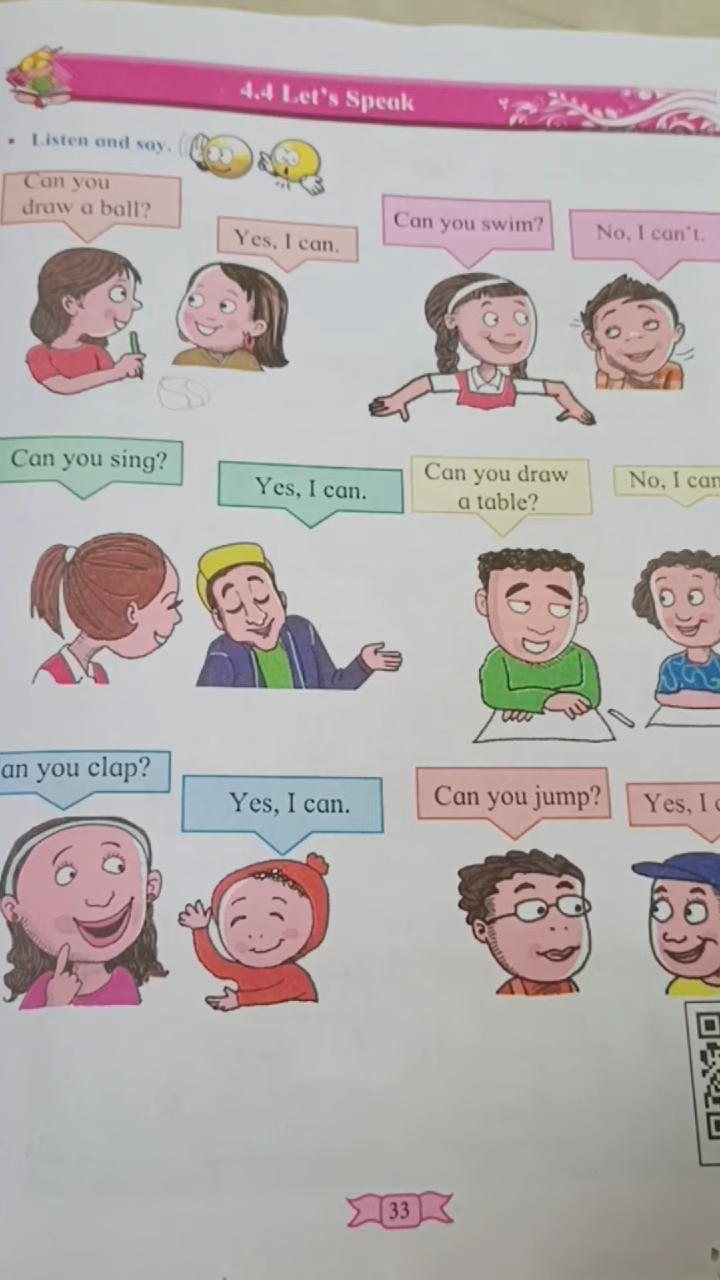 4.4 Let's Speak
Listen and say.
Can you
draw a ball?
Yes, I can.
Can you swim?
No, I can't.
Can you sing?
Yes, I can.
Can you draw
a table?
No, I can
an you clap?
Yes, I can.
Can you jump?
Yes, I c
33